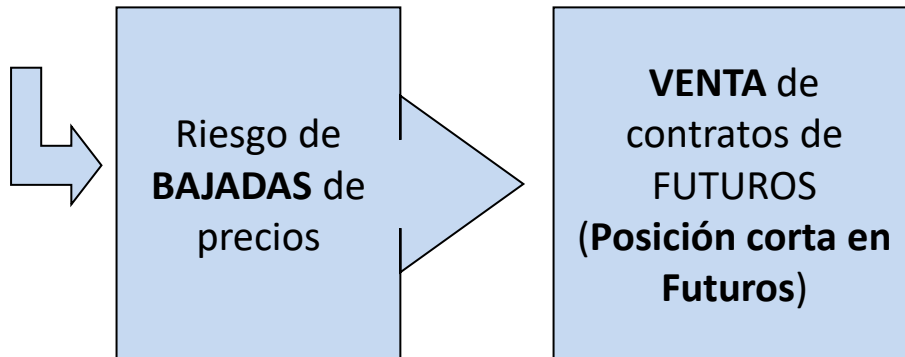 Riesgo de
BAJADAS de
precios
VENTA de
contratos de
FUTUROS
(Posición corta en
Futuros)